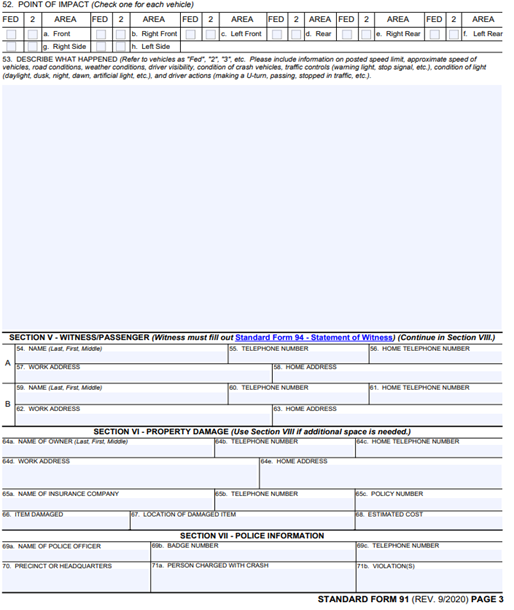 52. POINT OF IMPACT (Check one for each vehicle)
FED 2 AREA FED 2 AREA FED 2 AREA FED 2 AREA FED 2 AREA FED 2 AREA
a. Front b. Right Front c. Left Front d. Rear e. Right Rear f. Left Rear
g. Right Side h. Left Side
53. DESCRIBE WHAT HAPPENED (Refer to vehicles as "Fed", "2", "3", etc. Please include information on posted speed limit, approximate speed of
vehicles, road conditions, weather conditions, driver visibility, condition of crash vehicles, traffic controls (warning light, stop signal, etc.), condition of light
(daylight, dusk, night, dawn, artificial light, etc.), and driver actions (making a U-turn, passing, stopped in traffic, etc.).
SECTION V - WITNESS/PASSENGER (Witness must fill out Standard Form 94 - Statement of Witness) (Continue in Section VIII.)
A
54. NAME (Last, First, Middle) 55. TELEPHONE NUMBER 56. HOME TELEPHONE NUMBER
57. WORK ADDRESS 58. HOME ADDRESS
B
59. NAME (Last, First, Middle) 60. TELEPHONE NUMBER 61. HOME TELEPHONE NUMBER
62. WORK ADDRESS 63. HOME ADDRESS
SECTION VI - PROPERTY DAMAGE (Use Section VIII if additional space is needed.)
64a. NAME OF OWNER (Last, First, Middle) 64b. TELEPHONE NUMBER 64c. HOME TELEPHONE NUMBER
64d. WORK ADDRESS 64e. HOME ADDRESS
65a. NAME OF INSURANCE COMPANY 65b. TELEPHONE NUMBER 65c. POLICY NUMBER
66. ITEM DAMAGED 67. LOCATION OF DAMAGED ITEM 68. ESTIMATED COST
SECTION VII - POLICE INFORMATION
69a. NAME OF POLICE OFFICER 69b. BADGE NUMBER 69c. TELEPHONE NUMBER
70. PRECINCT OR HEADQUARTERS 71a. PERSON CHARGED WITH CRASH 71b. VIOLATION(S)
STANDARD FORM 91 (REV. 9/2020) PAGE 3